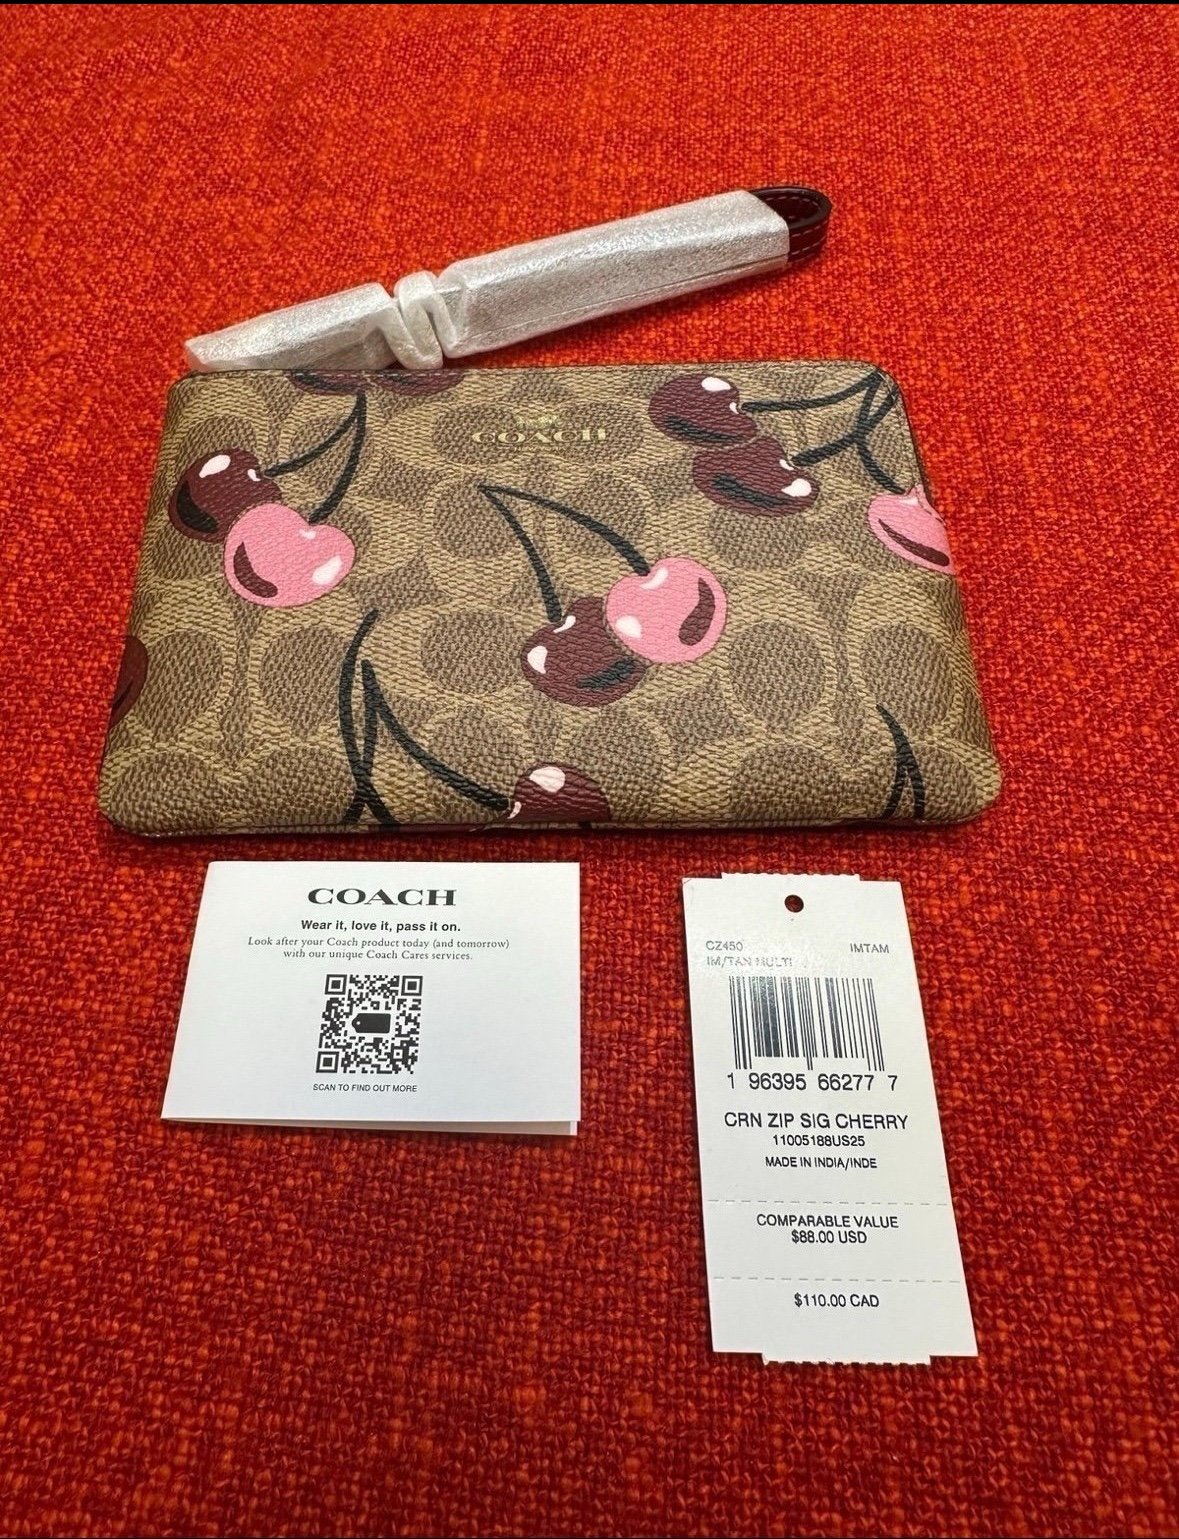 COACH
COACH
Wear it, love it, pass it on.
Look after your Coach product today (and tomorrow)
with our unique Coach Cares services.
SCAN TO FIND OUT MORE
CZ450 IMTAM
IM/TAN MULTI
1 96395 66277 7
CRN ZIP SIG CHERRY
11005188US25
MADE IN INDIA/INDE
COMPARABLE VALUE
$88.00 USD
$110.00 CAD